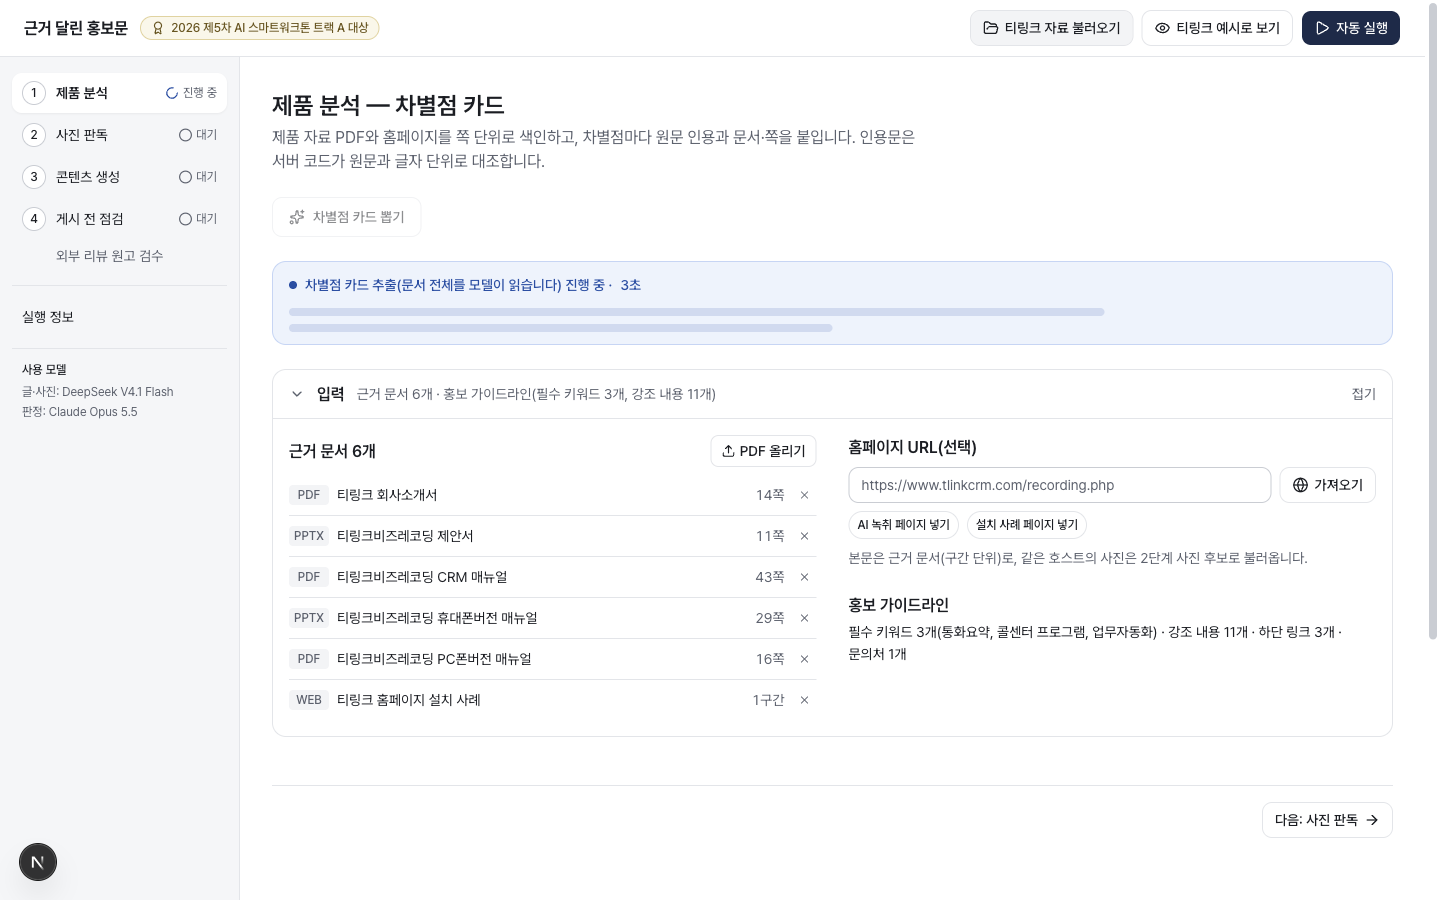 근거 달린 홍보문
2026 제5차 AI 스마트워크톤 트랙 A 대상
티링크 자료 불러오기
티링크 예시로 보기
자동 실행
1 제품 분석 진행 중
2 사진 판독 대기
3 콘텐츠 생성 대기
4 게시 전 점검 대기
외부 리뷰 원고 검수
실행 정보
사용 모델
글·사진: DeepSeek V4.1 Flash
판정: Claude Opus 5.5
제품 분석 — 차별점 카드
제품 자료 PDF와 홈페이지를 쪽 단위로 색인하고, 차별점마다 원문 인용과 문서·쪽을 붙입니다. 인용문은
서버 코드가 원문과 글자 단위로 대조합니다.
차별점 카드 뽑기
차별점 카드 추출(문서 전체를 모델이 읽습니다) 진행 중 · 3초
입력 근거 문서 6개 · 홍보 가이드라인(필수 키워드 3개, 강조 내용 11개) 접기
근거 문서 6개 PDF 올리기
PDF 티링크 회사소개서 14쪽 ×
PPTX 티링크비즈레코딩 제안서 11쪽 ×
PDF 티링크비즈레코딩 CRM 매뉴얼 43쪽 ×
PPTX 티링크비즈레코딩 휴대폰버전 매뉴얼 29쪽 ×
PDF 티링크비즈레코딩 PC폰버전 매뉴얼 16쪽 ×
WEB 티링크 홈페이지 설치 사례 1구간 ×
홈페이지 URL(선택)
https://www.tlinkcrm.com/recording.php 가져오기
AI 녹취 페이지 넣기 설치 사례 페이지 넣기
본문은 근거 문서(구간 단위)로, 같은 호스트의 사진은 2단계 사진 후보로 불러옵니다.
홍보 가이드라인
필수 키워드 3개(통화요약, 콜센터 프로그램, 업무자동화) · 강조 내용 11개 · 하단 링크 3개 ·
문의처 1개
다음: 사진 판독
N